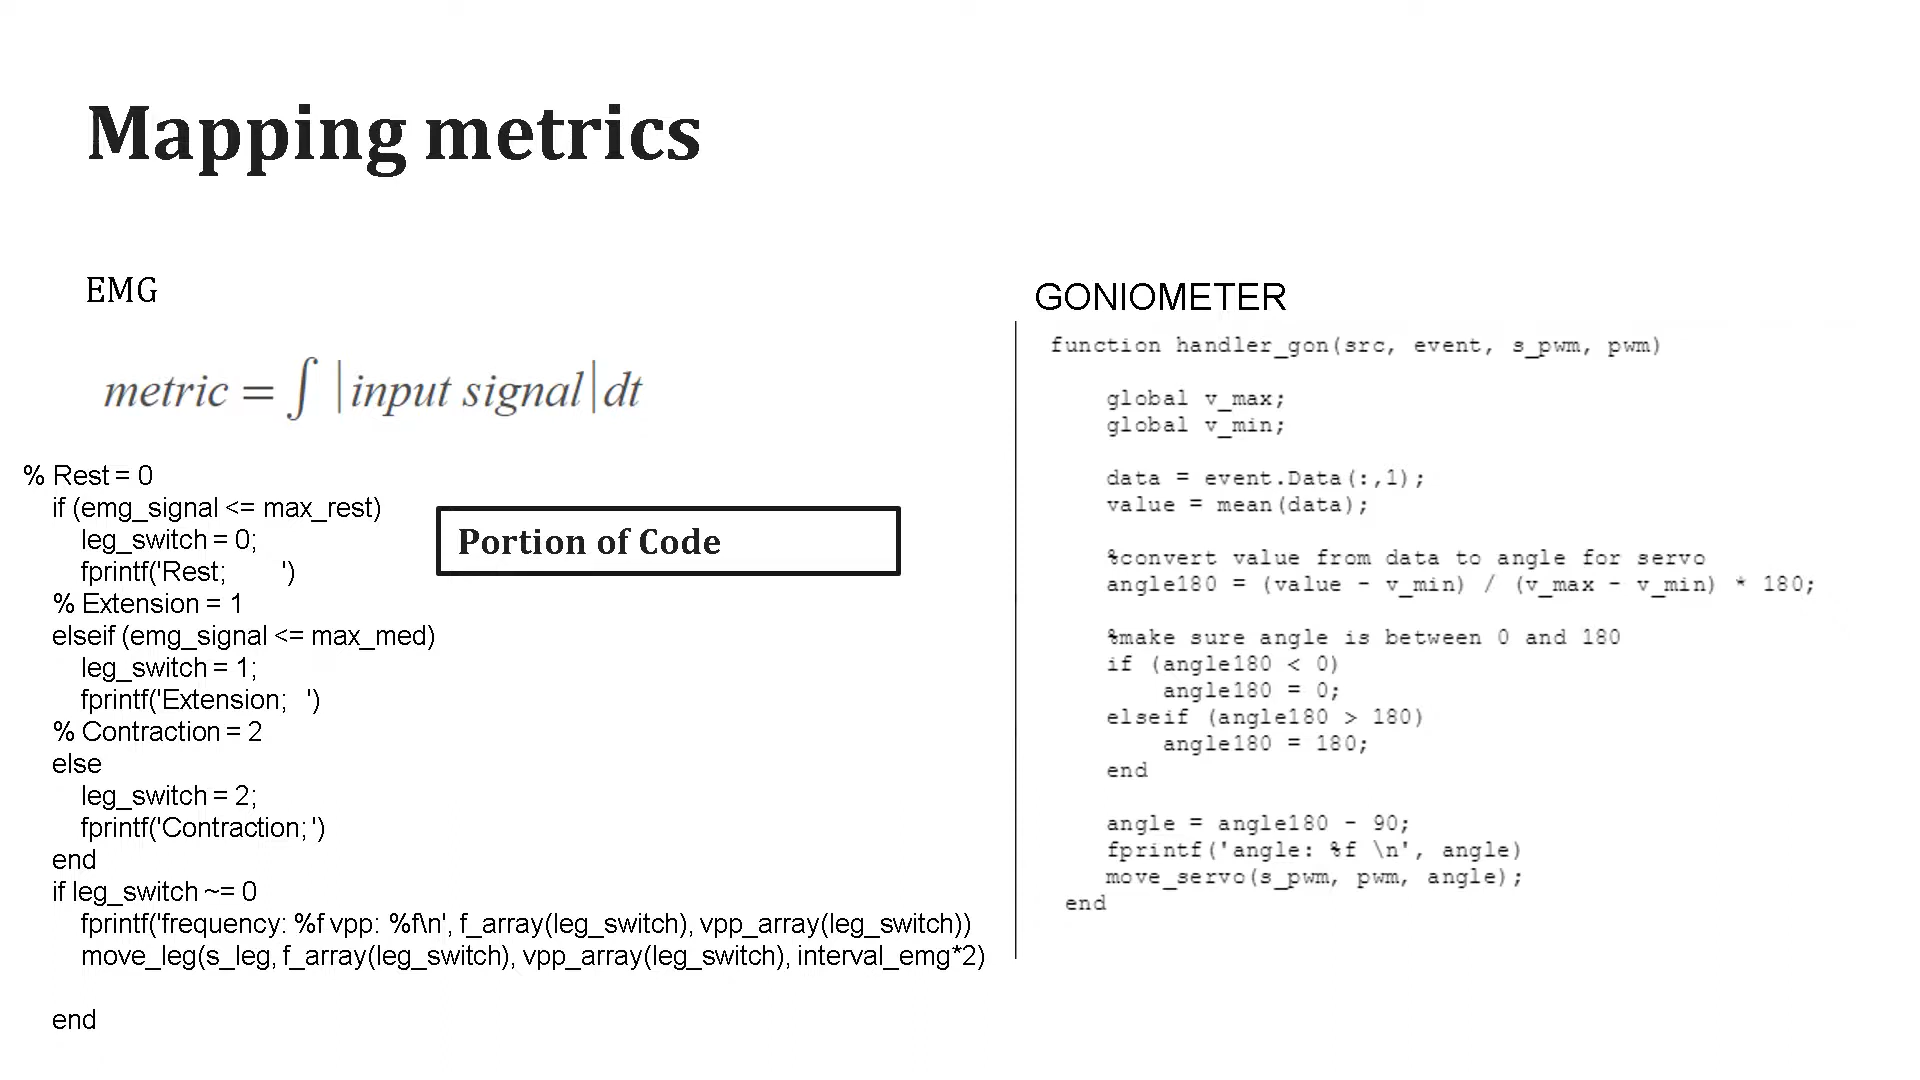 Mapping metrics
EMG
metric = ∫ |input signal|dt
% Rest = 0
if (emg_signal <= max_rest)
leg_switch = 0;
fprintf('Rest;       ')
% Extension = 1
elseif (emg_signal <= max_med)
leg_switch = 1;
fprintf('Extension;  ')
% Contraction = 2
else
leg_switch = 2;
fprintf('Contraction; ')
end
if leg_switch ~= 0
fprintf('frequency: %f vpp: %f\n', f_array(leg_switch), vpp_array(leg_switch))
move_leg(s_leg, f_array(leg_switch), vpp_array(leg_switch), interval_emg*2)
end
Portion of Code
GONIOMETER
function handler_gon(src, event, s_pwm, pwm)
global v_max;
global v_min;
data = event.Data(:,1);
value = mean(data);
%convert value from data to angle for servo
angle180 = (value - v_min) / (v_max - v_min) * 180;
%make sure angle is between 0 and 180
if (angle180 < 0)
angle180 = 0;
elseif (angle180 > 180)
angle180 = 180;
end
angle = angle180 - 90;
fprintf('angle: %f \n', angle)
move_servo(s_pwm, pwm, angle);
end